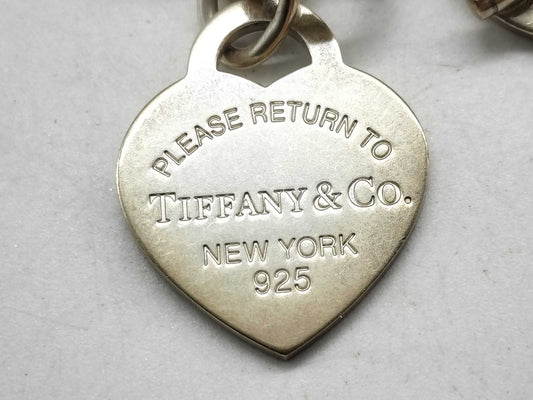 PLEASE RETURN TO
TIFFANY & CO.
NEW YORK
925